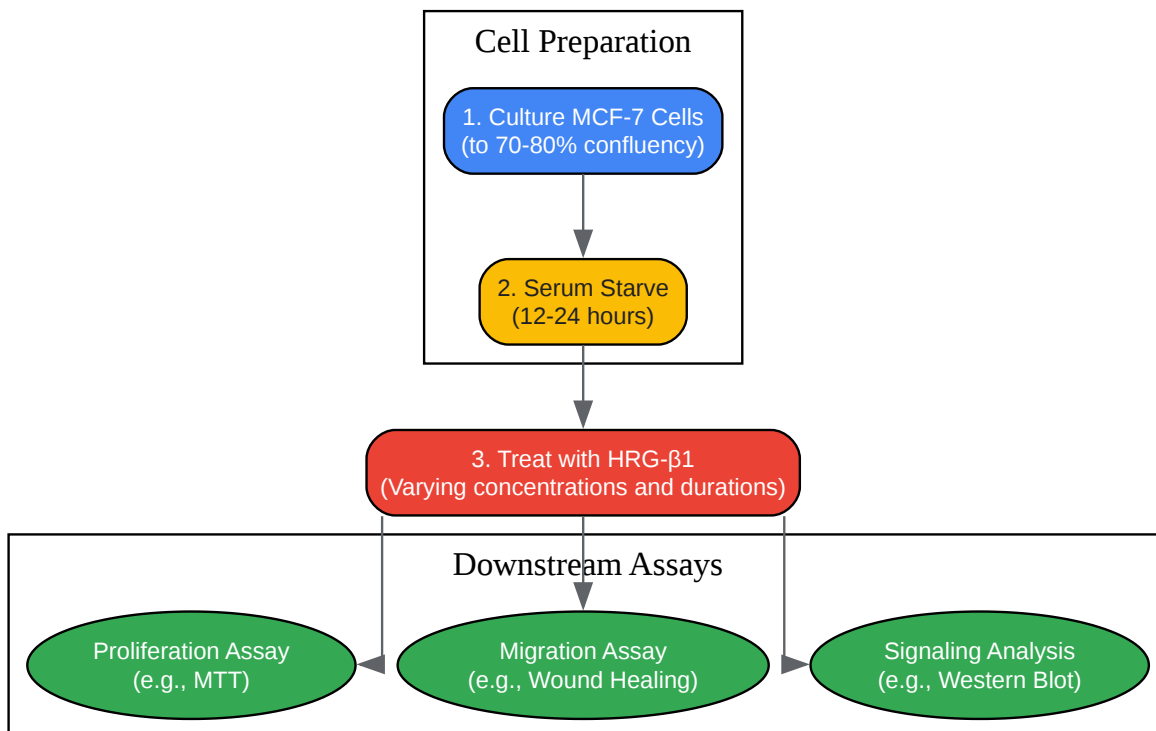 Cell Preparation
1. Culture MCF-7 Cells
(to 70-80% confluency)
2. Serum Starve
(12-24 hours)
3. Treat with HRG-β1
(Varying concentrations and durations)
Downstream Assays
Proliferation Assay
(e.g., MTT)
Migration Assay
(e.g., Wound Healing)
Signaling Analysis
(e.g., Western Blot)